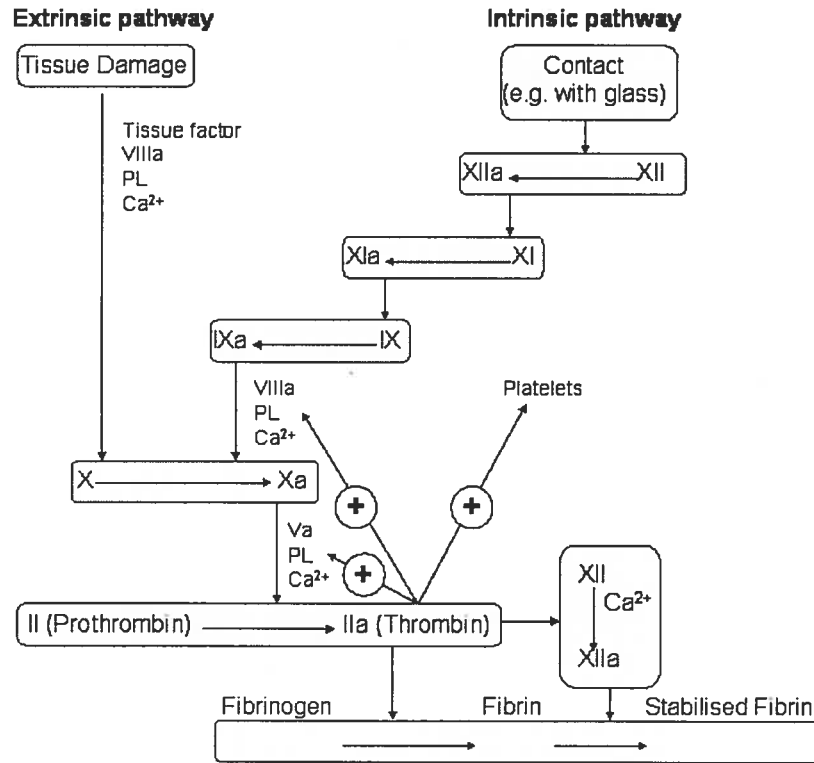 Extrinsic pathway
Intrinsic pathway
Tissue Damage
Contact
(e.g. with glass)
Tissue factor
VIIIa
PL
Ca²⁺
XIIa XII
XIa XI
IXa IX
VIIIa
PL
Ca²⁺
Platelets
X Xa
+
+
Va
PL
Ca²⁺
+
XII
Ca²⁺
XIIa
II (Prothrombin) IIa (Thrombin)
Fibrinogen Fibrin Stabilised Fibrin